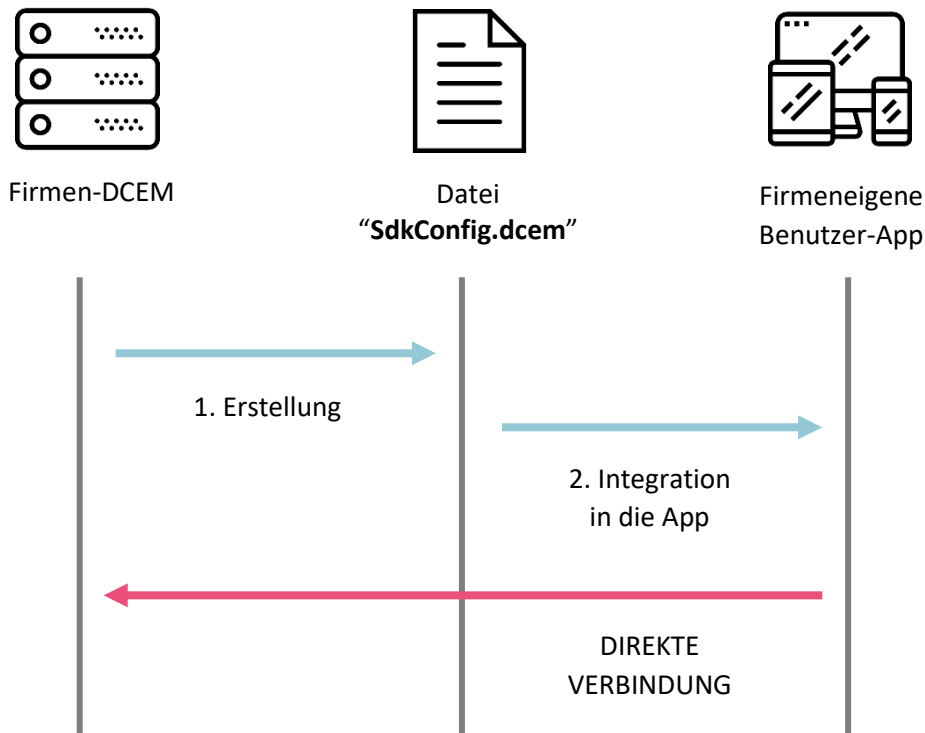 Firmen-DCEM
Datei
“SdkConfig.dcem”
Firmeneigene
Benutzer-App
1. Erstellung
2. Integration
in die App
DIREKTE
VERBINDUNG